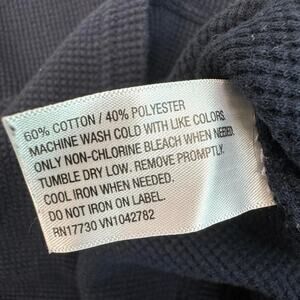 60% COTTON / 40% POLYESTER
MACHINE WASH COLD WITH LIKE COLORS.
ONLY NON-CHLORINE BLEACH WHEN NEEDED.
TUMBLE DRY LOW. REMOVE PROMPTLY.
COOL IRON WHEN NEEDED.
DO NOT IRON ON LABEL.
RN17730 VN1042782